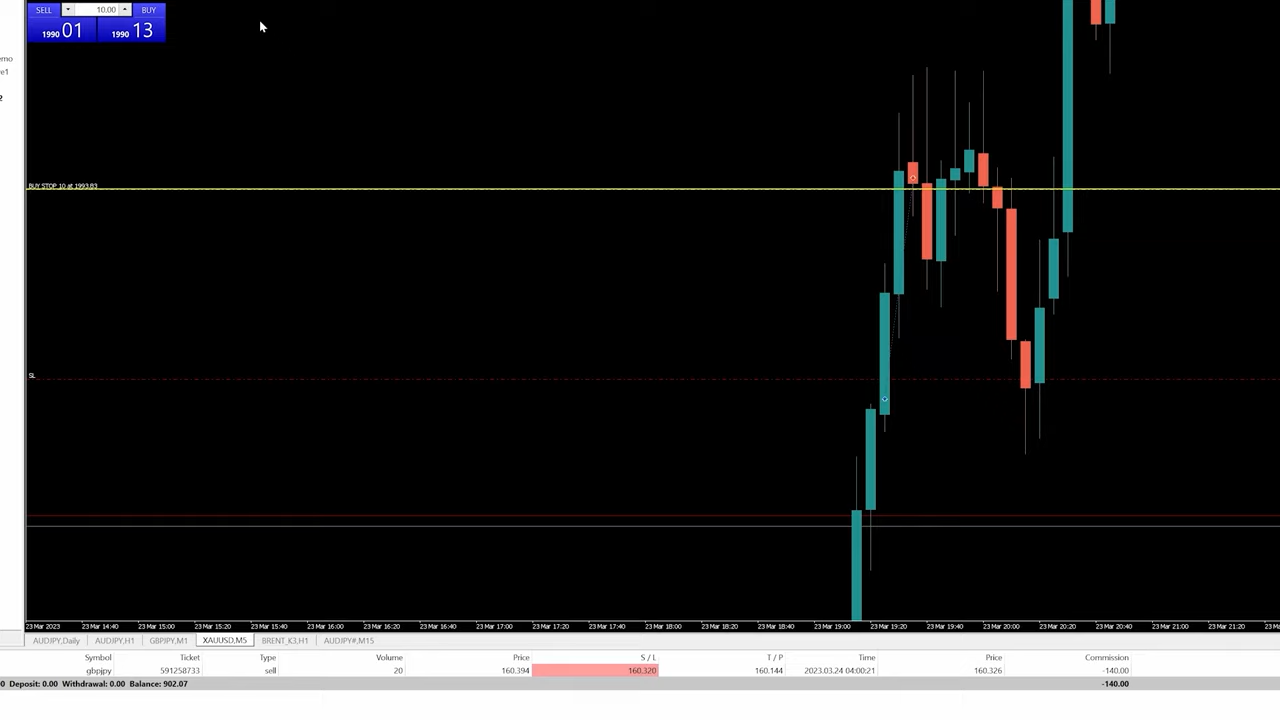 SELL 10.00 BUY
1990 01 1990 13
emo
e1
2
BUY STOP 10 at 1993.83
SL
23 Mar 2023 23 Mar 14:40 23 Mar 15:00 23 Mar 15:20 23 Mar 15:40 23 Mar 16:00 23 Mar 16:20 23 Mar 16:40 23 Mar 17:00 23 Mar 17:20 23 Mar 17:40 23 Mar 18:00 23 Mar 18:20 23 Mar 18:40 23 Mar 19:00 23 Mar 19:20 23 Mar 19:40 23 Mar 20:00 23 Mar 20:20 23 Mar 20:40 23 Mar 21:00 23 Mar 21:20 23 M
AUDJPY,Daily AUDJPY,H1 GBPJPY,M1 XAUUSD,M5 BRENT_K3,H1 AUDJPY#,M15
Symbol Ticket Type Volume Price S / L T / P Time Price Commission
gbpjpy 591258733 sell 20 160.394 160.320 160.144 2023.03.24 04:00:21 160.326 -140.00
0 Deposit: 0.00 Withdrawal: 0.00 Balance: 902.07 -140.00